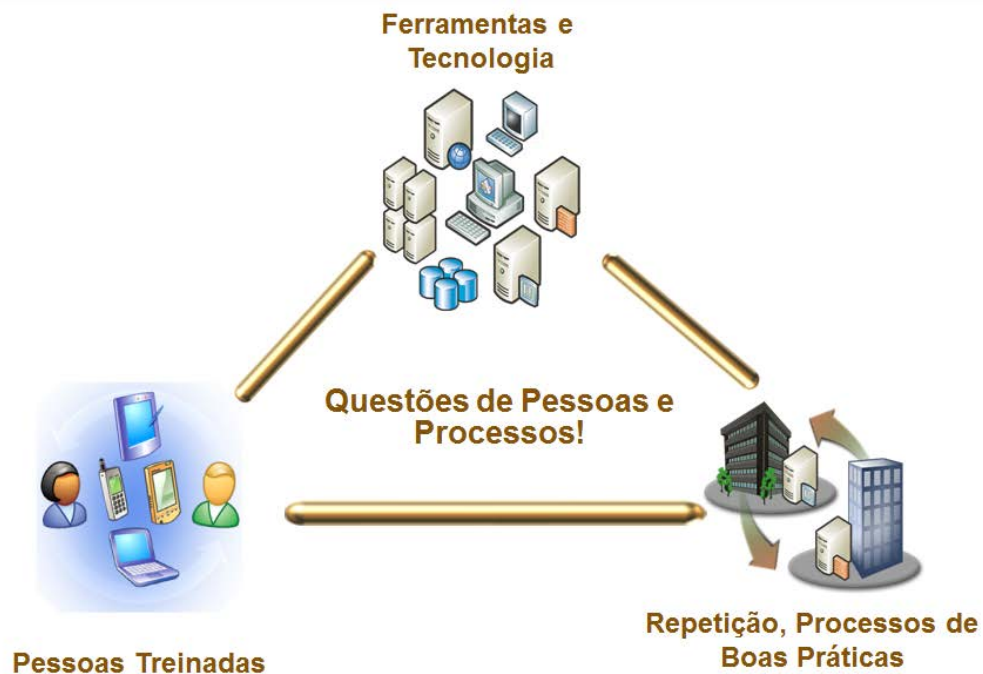 Ferramentas e
Tecnologia
Questões de Pessoas e
Processos!
Repetição, Processos de
Boas Práticas
Pessoas Treinadas